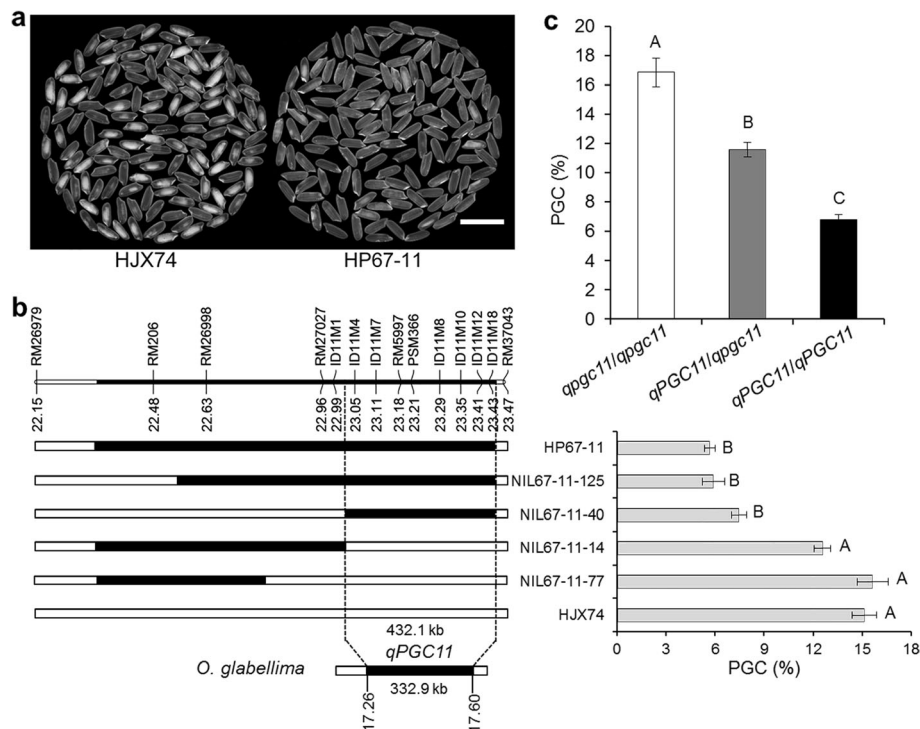 a
HJX74
HP67-11
c
PGC (%)
20
18
16
14
12
10
8
6
4
2
0
A
B
C
qpgc11/qpgc11
qPGC11/qpgc11
qPGC11/qPGC11
b
RM26979
RM206
RM26998
RM27027
ID11M1
ID11M4
ID11M7
RM5997
PSM366
ID11M8
ID11M10
ID11M12
ID11M18
RM37043
22.15
22.48
22.63
22.96
22.99
23.05
23.11
23.18
23.21
23.29
23.35
23.41
23.43
23.47
HP67-11
B
NIL67-11-125
B
NIL67-11-40
B
NIL67-11-14
A
NIL67-11-77
A
HJX74
A
0 3 6 9 12 15 18
PGC (%)
432.1 kb
qPGC11
O. glabellima
332.9 kb
17.26
17.60